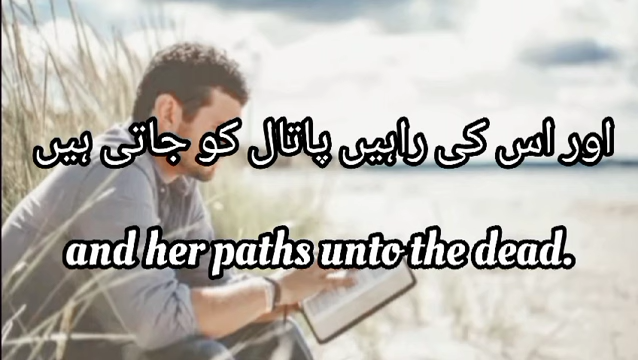 اور اس کی راہیں پاتال کو جاتی ہیں
and her paths unto the dead.